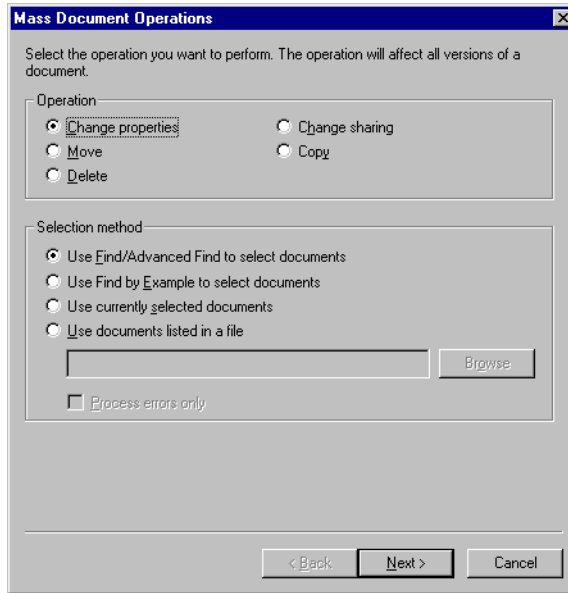 Mass Document Operations
Select the operation you want to perform. The operation will affect all versions of a
document.
Operation
Change properties
Change sharing
Move
Copy
Delete
Selection method
Use Find/Advanced Find to select documents
Use Find by Example to select documents
Use currently selected documents
Use documents listed in a file
Browse
Process errors only
< Back
Next >
Cancel